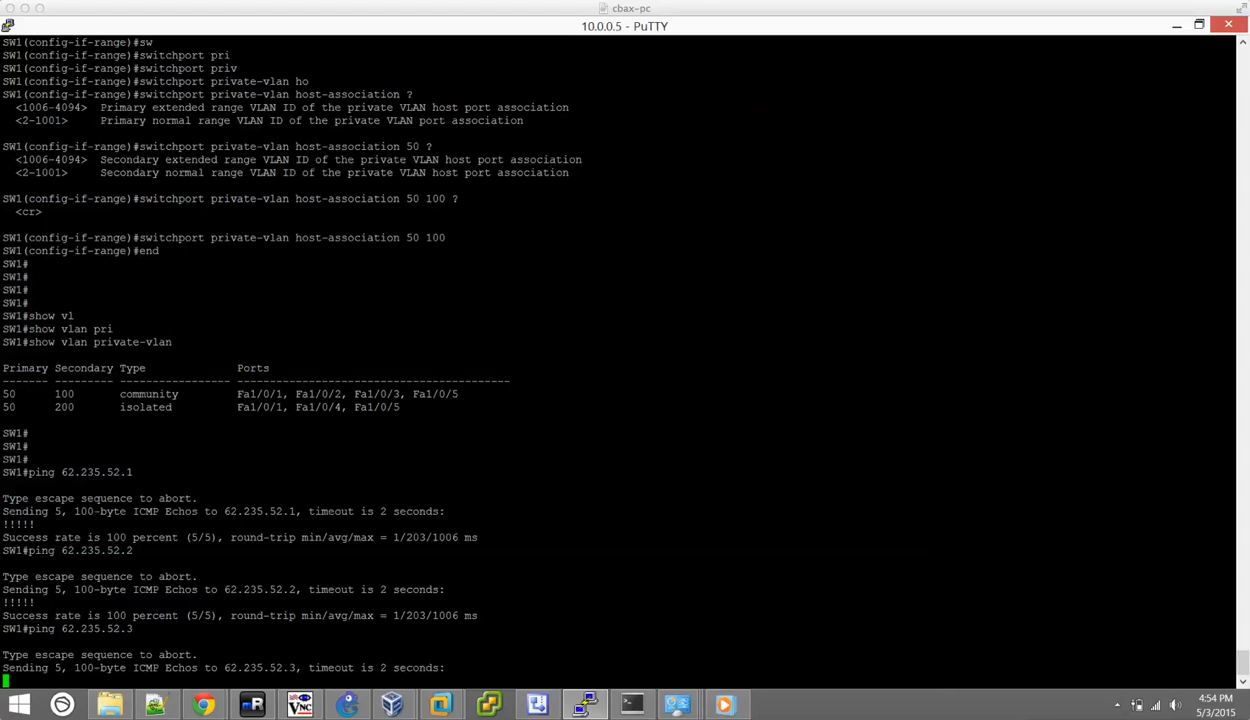 cbax-pc
10.0.0.5 - PuTTY
SW1(config-if-range)#sw
SW1(config-if-range)#switchport pri
SW1(config-if-range)#switchport priv
SW1(config-if-range)#switchport private-vlan ho
SW1(config-if-range)#switchport private-vlan host-association ?
<1006-4094>  Primary extended range VLAN ID of the private VLAN host port association
<2-1001>     Primary normal range VLAN ID of the private VLAN port association
SW1(config-if-range)#switchport private-vlan host-association 50 ?
<1006-4094>  Secondary extended range VLAN ID of the private VLAN host port association
<2-1001>     Secondary normal range VLAN ID of the private VLAN host port association
SW1(config-if-range)#switchport private-vlan host-association 50 100 ?
<cr>
SW1(config-if-range)#switchport private-vlan host-association 50 100
SW1(config-if-range)#end
SW1#
SW1#
SW1#
SW1#
SW1#show vl
SW1#show vlan pri
SW1#show vlan private-vlan
Primary Secondary Type              Ports
------- --------- ----------------- ------------------------------------------
50      100       community         Fa1/0/1, Fa1/0/2, Fa1/0/3, Fa1/0/5
50      200       isolated          Fa1/0/1, Fa1/0/4, Fa1/0/5
SW1#
SW1#
SW1#
SW1#ping 62.235.52.1
Type escape sequence to abort.
Sending 5, 100-byte ICMP Echos to 62.235.52.1, timeout is 2 seconds:
!!!!!
Success rate is 100 percent (5/5), round-trip min/avg/max = 1/203/1006 ms
SW1#ping 62.235.52.2
Type escape sequence to abort.
Sending 5, 100-byte ICMP Echos to 62.235.52.2, timeout is 2 seconds:
!!!!!
Success rate is 100 percent (5/5), round-trip min/avg/max = 1/203/1006 ms
SW1#ping 62.235.52.3
Type escape sequence to abort.
Sending 5, 100-byte ICMP Echos to 62.235.52.3, timeout is 2 seconds:
mR
VNC
4:54 PM
5/3/2015